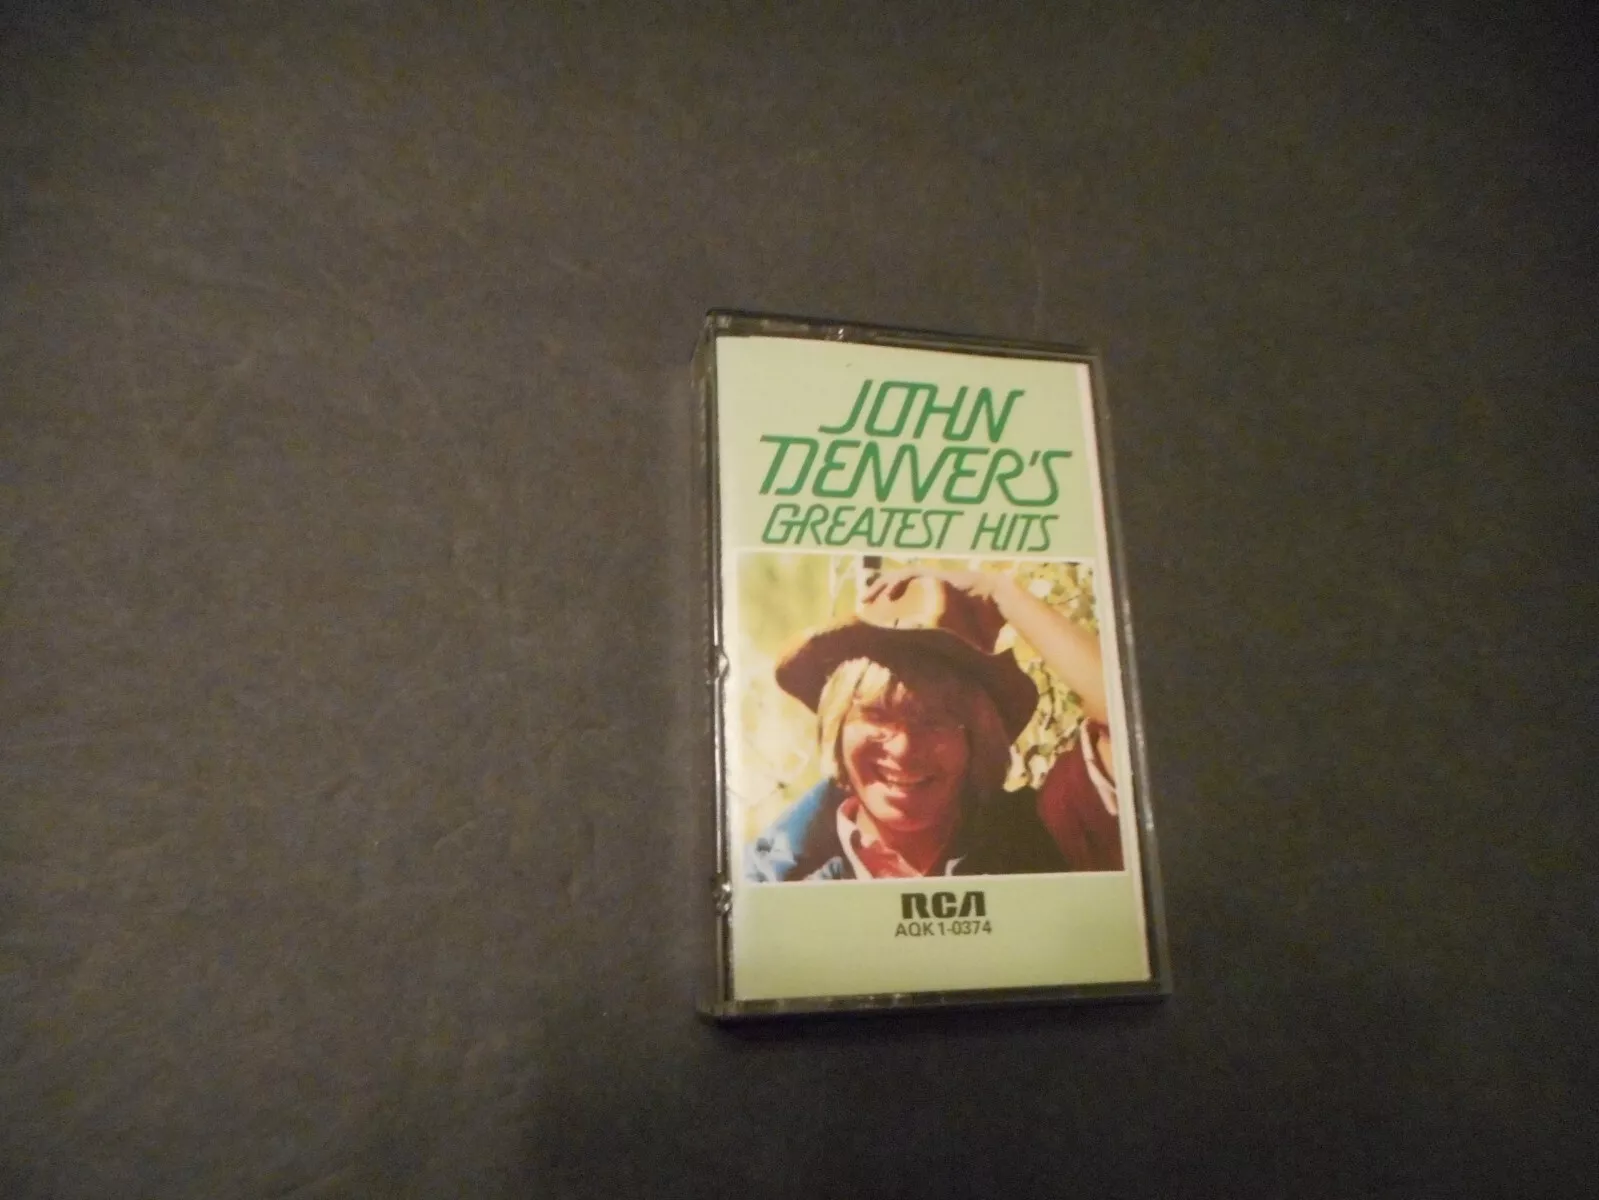 JOHN
DENVER'S
GREATEST HITS
RCA
AQK1-0374